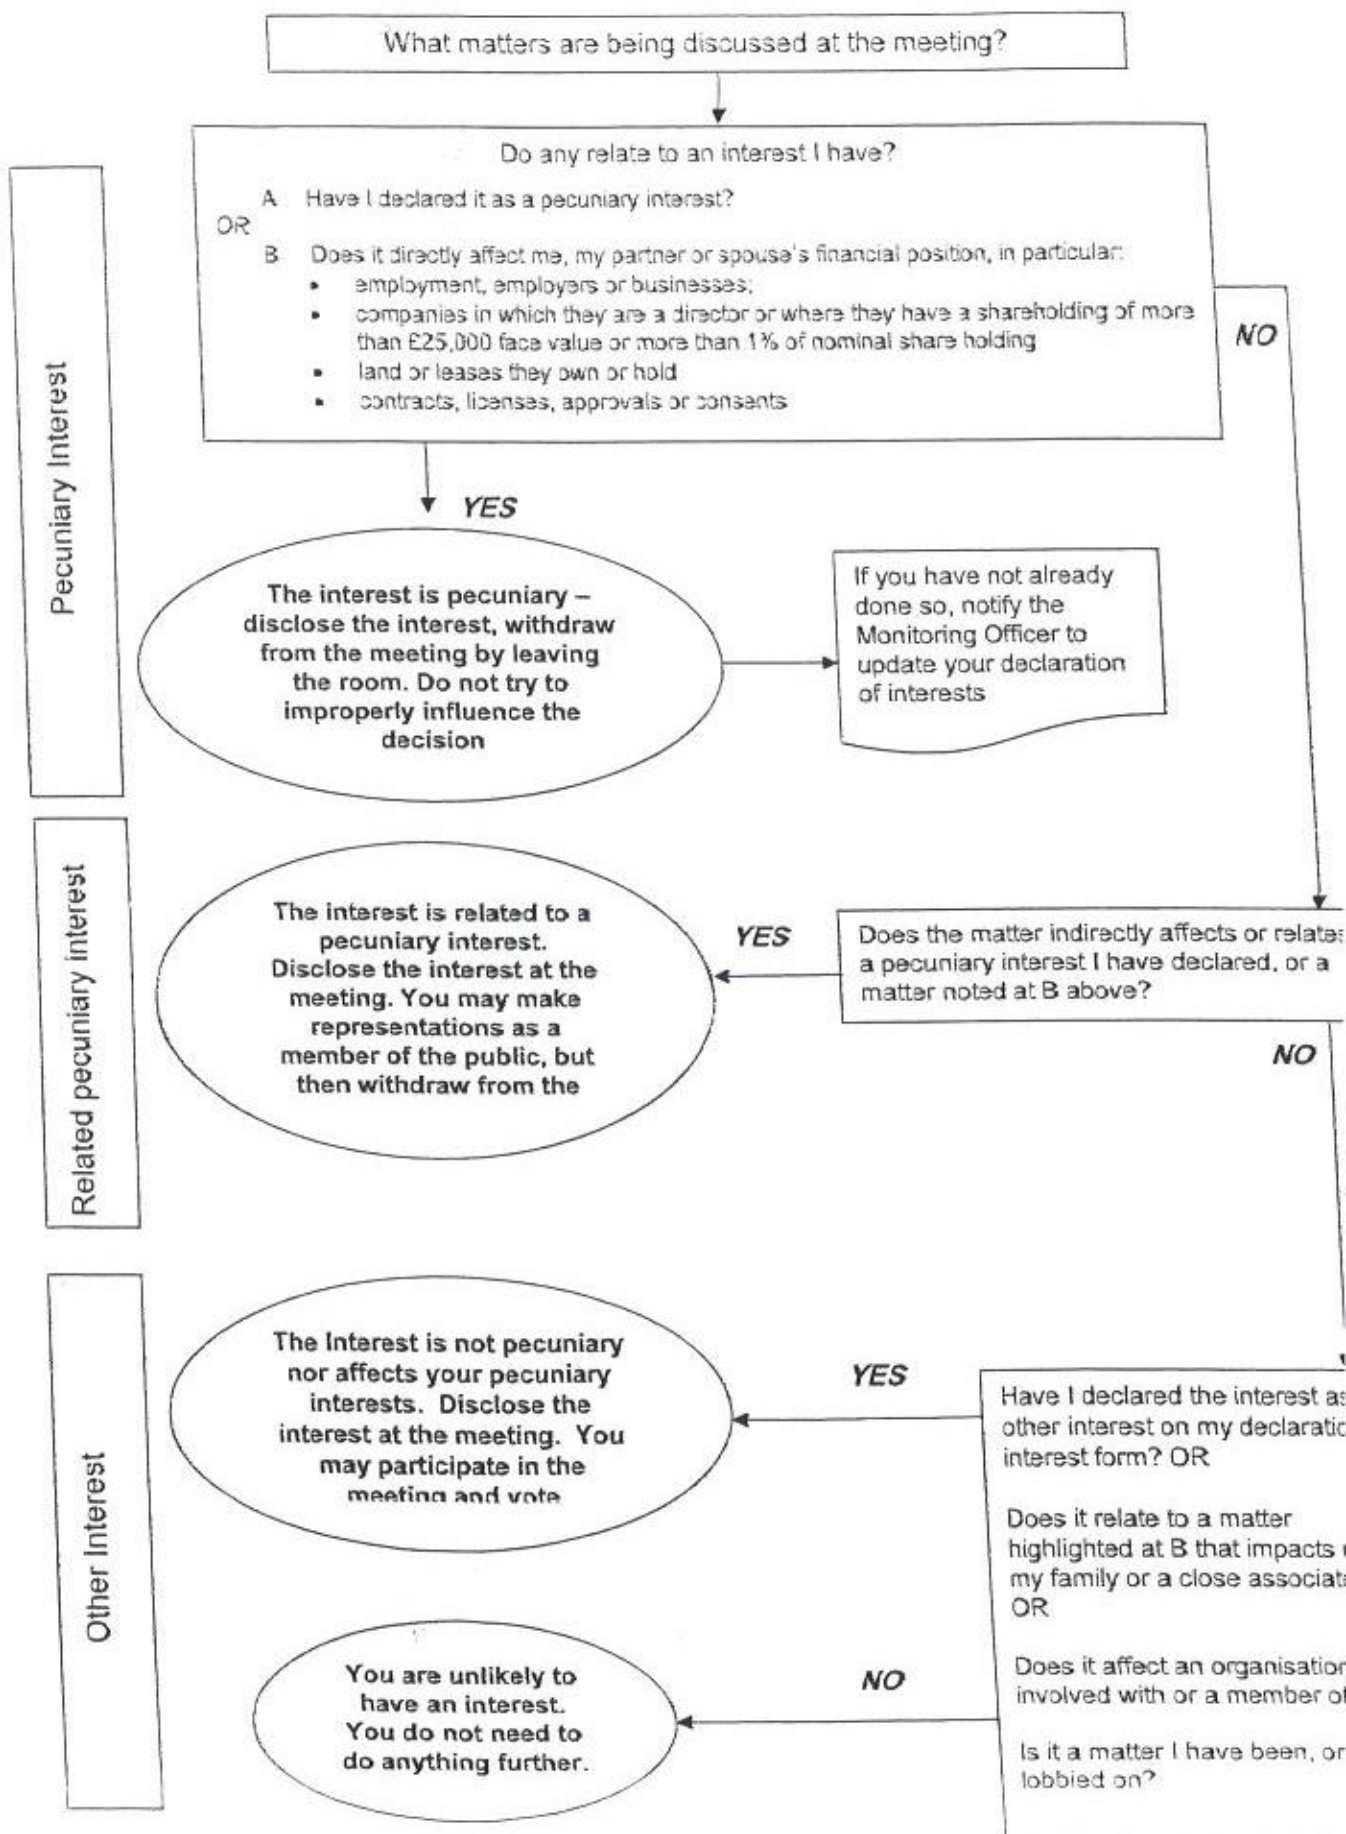 What matters are being discussed at the meeting?
Do any relate to an interest I have?
A Have I declared it as a pecuniary interest?
OR
B Does it directly affect me, my partner or spouse's financial position, in particular:
• employment, employers or businesses;
• companies in which they are a director or where they have a shareholding of more
than £25,000 face value or more than 1% of nominal share holding
• land or leases they own or hold
• contracts, licenses, approvals or consents
NO
Pecuniary Interest
YES
The interest is pecuniary –
disclose the interest, withdraw
from the meeting by leaving
the room. Do not try to
improperly influence the
decision
If you have not already
done so, notify the
Monitoring Officer to
update your declaration
of interests
Related pecuniary interest
The interest is related to a
pecuniary interest.
Disclose the interest at the
meeting. You may make
representations as a
member of the public, but
then withdraw from the
YES
Does the matter indirectly affects or relates
a pecuniary interest I have declared, or a
matter noted at B above?
NO
Other Interest
The Interest is not pecuniary
nor affects your pecuniary
interests. Disclose the
interest at the meeting. You
may participate in the
meeting and vote
YES
Have I declared the interest as
other interest on my
interest form? OR
Does it relate to a matter
highlighted at B that impacts
my family or a close
OR
Does it affect an organisation
involved with or a member of
Is it a matter I have been, or
lobbied on?
NO
You are unlikely to
have an interest.
You do not need to
do anything further.